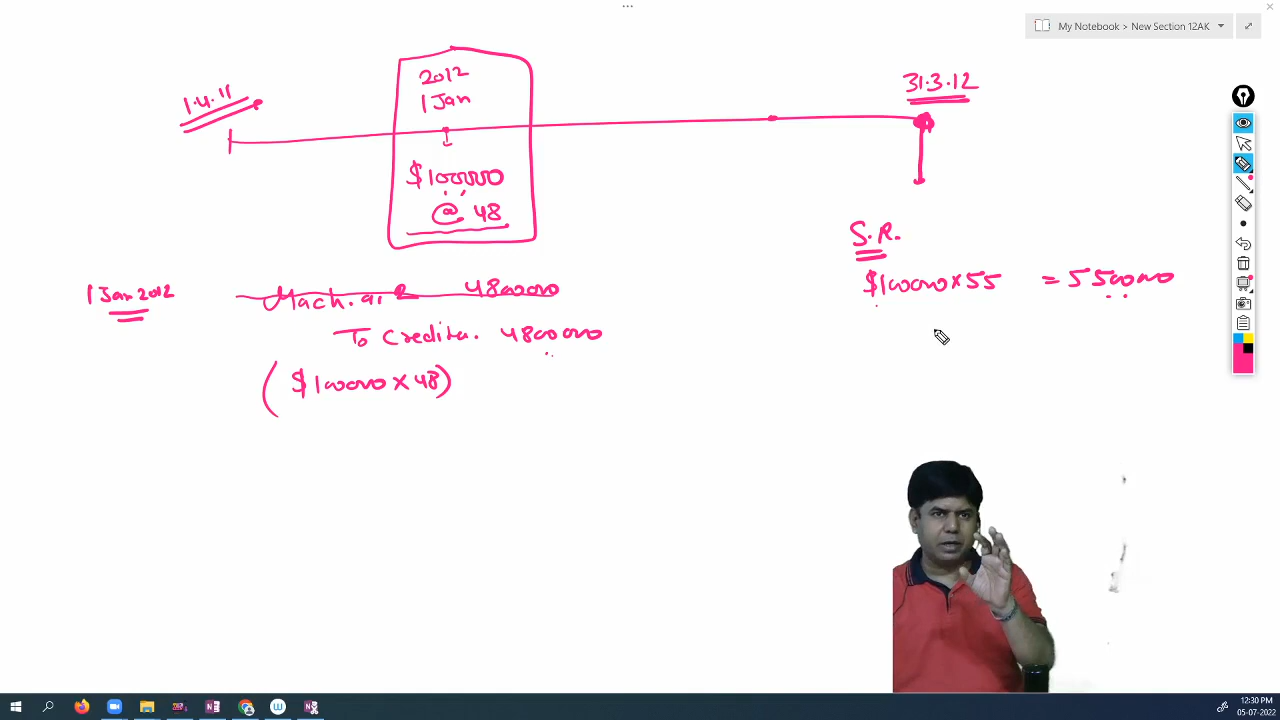 My Notebook > New Section 12AK
1.4.11
2012
1 Jan
$100000
@ 48
31.3.12
S.R.
$100000×55 = 5500000
1 Jan 2012
Mach. a/c 4800000
To Creditor. 4800000
($100000 × 48)
12:30 PM
05-07-2022